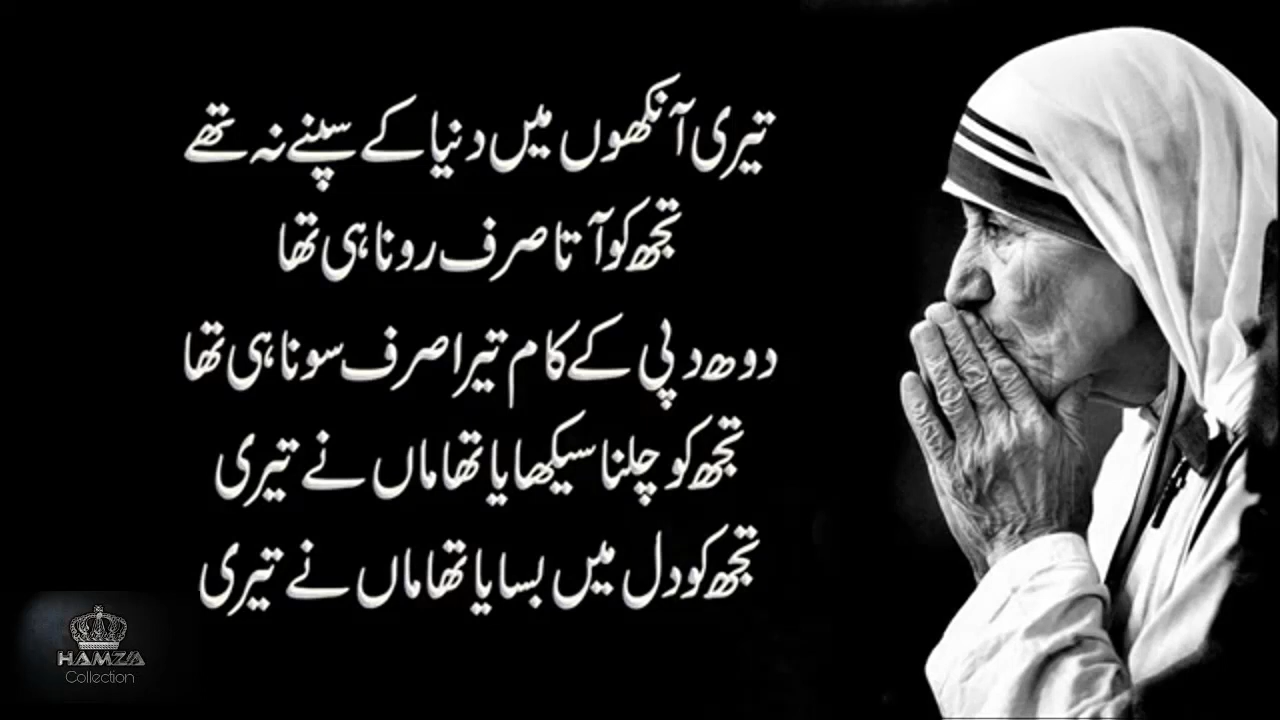 تیری آنکھوں میں دنیا کے سپنے نہ تھے
تجھ کو آتا صرف رونا ہی تھا
دودھ پی کے کام تیرا صرف سونا ہی تھا
تجھ کو چلنا سیکھایا تھا ماں نے تیری
تجھ کو دل میں بسایا تھا ماں نے تیری
HAMZA
Collection